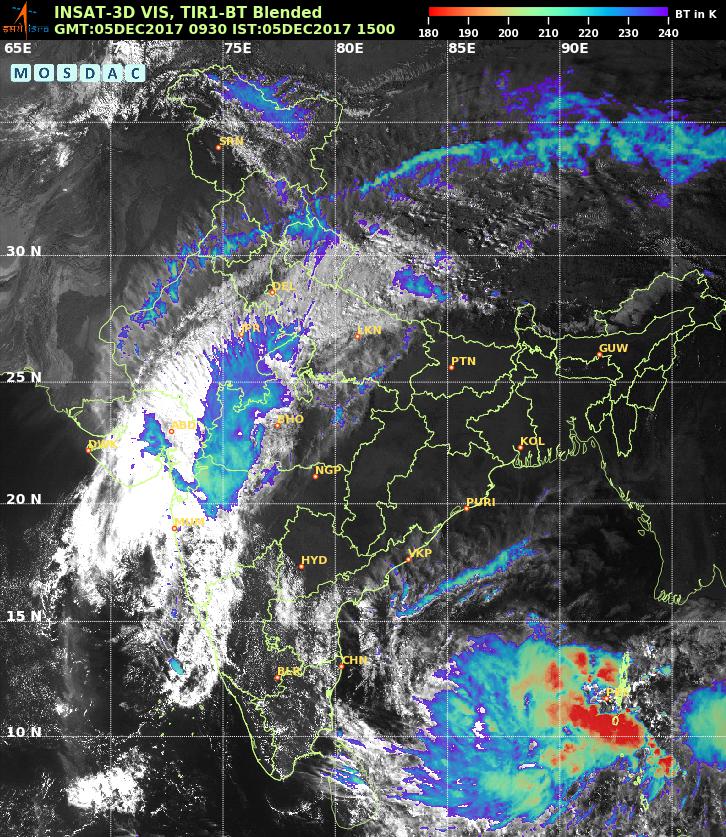 INSAT-3D VIS, TIR1-BT Blended
GMT:05DEC2017 0930 IST:05DEC2017 1500
BT in K
180 190 200 210 220 230 240
65E 70E 75E 80E 85E 90E
MOSDAC
SRN
30 N
DEL
JPR
LKN
GUW
PTN
25 N
ABD
BHO
DWK
KOL
NGP
20 N
PURI
MUM
VKP
HYD
15 N
CHN
BLR
10 N